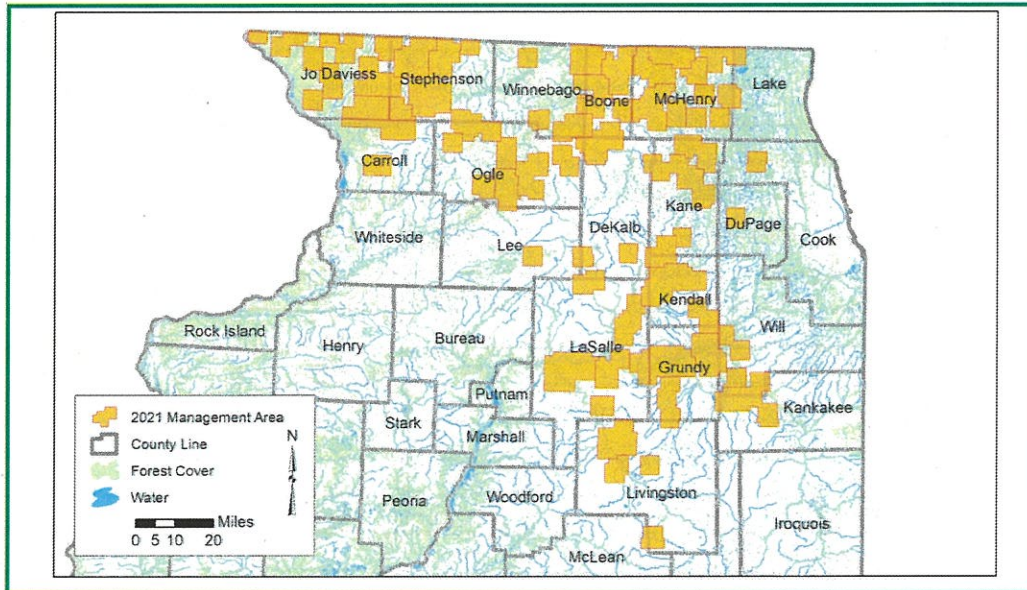 Jo Daviess
Stephenson
Winnebago
Boone
McHenry
Lake
Carroll
Ogle
Kane
DeKalb
DuPage
Cook
Whiteside
Lee
Kendall
Will
Rock Island
Henry
Bureau
LaSalle
Grundy
Putnam
Kankakee
Stark
Marshall
Peoria
Woodford
Livingston
Iroquois
McLean
2021 Management Area
County Line
Forest Cover
Water
N
Miles
0 5 10 20